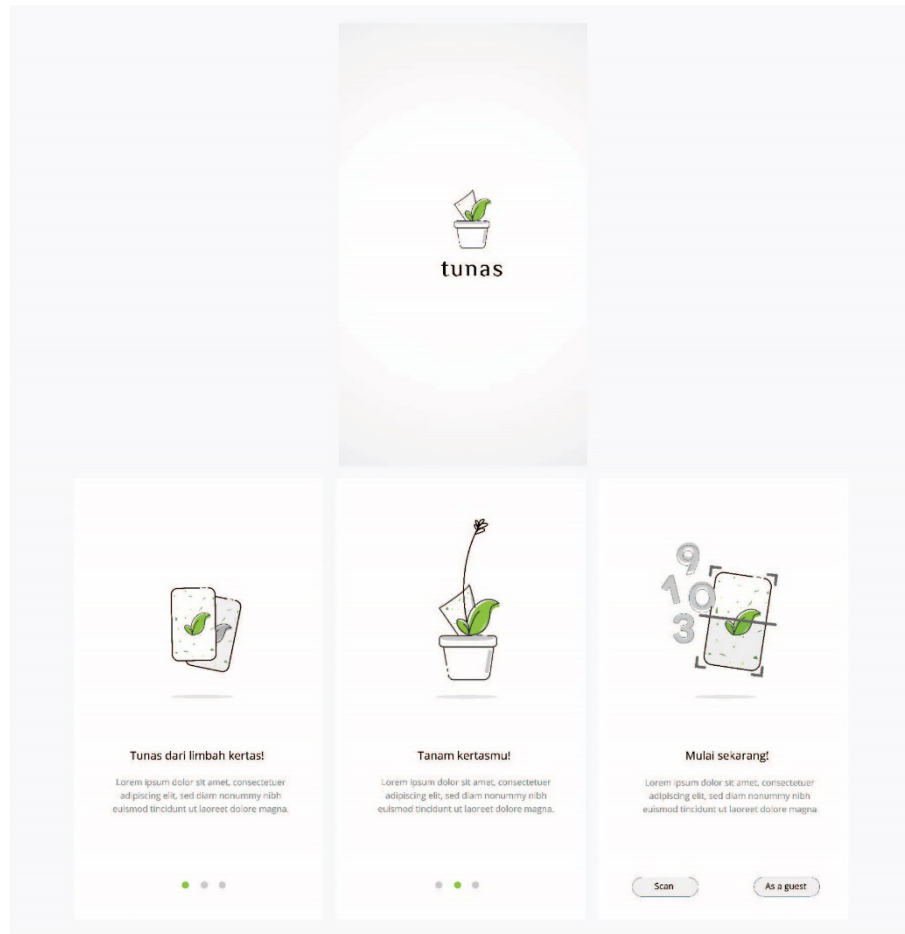 tunas
Tunas dari limbah kertas!
Lorem ipsum dolor sit amet, consectetuer
adipiscing elit, sed diam nonummy nibh
euismod tincidunt ut laoreet dolore magna.
Tanam kertasmu!
Lorem ipsum dolor sit amet, consectetuer
adipiscing elit, sed diam nonummy nibh
euismod tincidunt ut laoreet dolore magna.
9
10
3
Mulai sekarang!
Lorem ipsum dolor sit amet, consectetuer
adipiscing elit, sed diam nonummy nibh
euismod tincidunt ut laoreet dolore magna
Scan
As a guest